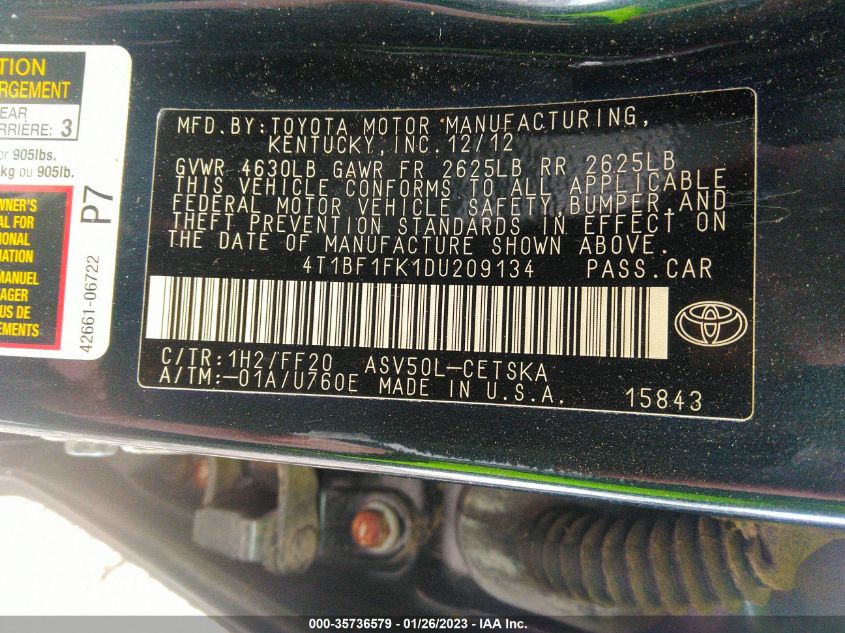 TION
RGEMENT
EAR
RRIÈRE: 3
or 905lbs.
kg ou 905lb.
WNER'S
AL FOR
IONAL
MATION
MANUEL
AGER
US DE
EMENTS
P7
42661-06722
MFD.BY:TOYOTA MOTOR MANUFACTURING,
KENTUCKY, INC. 12/12
GVWR 4630LB GAWR FR 2625LB RR 2625LB
THIS VEHICLE CONFORMS TO ALL APPLICABLE
FEDERAL MOTOR VEHICLE SAFETY, BUMPER, AND
THEFT PREVENTION STANDARDS IN EFFECT ON
THE DATE OF MANUFACTURE SHOWN ABOVE.
4T1BF1FK1DU209134 PASS.CAR
C/TR:1H2/FF20 ASV50L-CETSKA
A/TM:-01A/U760E MADE IN U.S.A. 15843
000-35736579 — 01/26/2023 — IAA Inc.